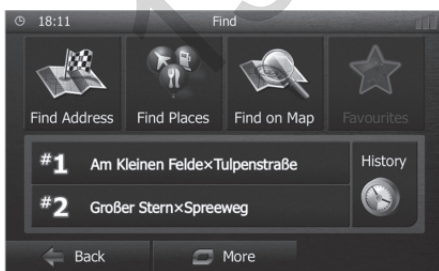 18:11 Find
Find Address Find Places Find on Map Favourites
#1 Am Kleinen Felde×Tulpenstraße History
#2 Großer Stern×Spreeweg
Back More